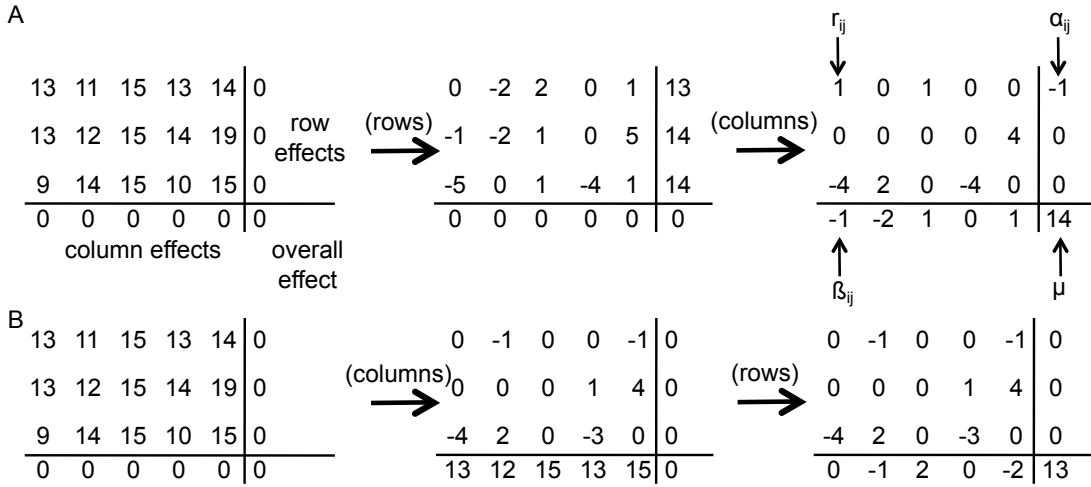 A
r_ij α_ij
13 11 15 13 14 0 0 -2 2 0 1 13 1 0 1 0 0 -1
row effects (rows) (columns)
13 12 15 14 19 0 -1 -2 1 0 5 14 0 0 0 0 4 0
9 14 15 10 15 0 -5 0 1 -4 1 14 -4 2 0 -4 0 0
0 0 0 0 0 0 0 0 0 0 0 0 -1 -2 1 0 1 14
column effects overall effect
ß_ij µ
B
13 11 15 13 14 0 0 -1 0 0 -1 0 0 -1 0 0 -1 0
(columns) (rows)
13 12 15 14 19 0 0 0 0 1 4 0 0 0 0 1 4 0
9 14 15 10 15 0 -4 2 0 -3 0 0 -4 2 0 -3 0 0
0 0 0 0 0 0 13 12 15 13 15 0 0 -1 2 0 -2 13